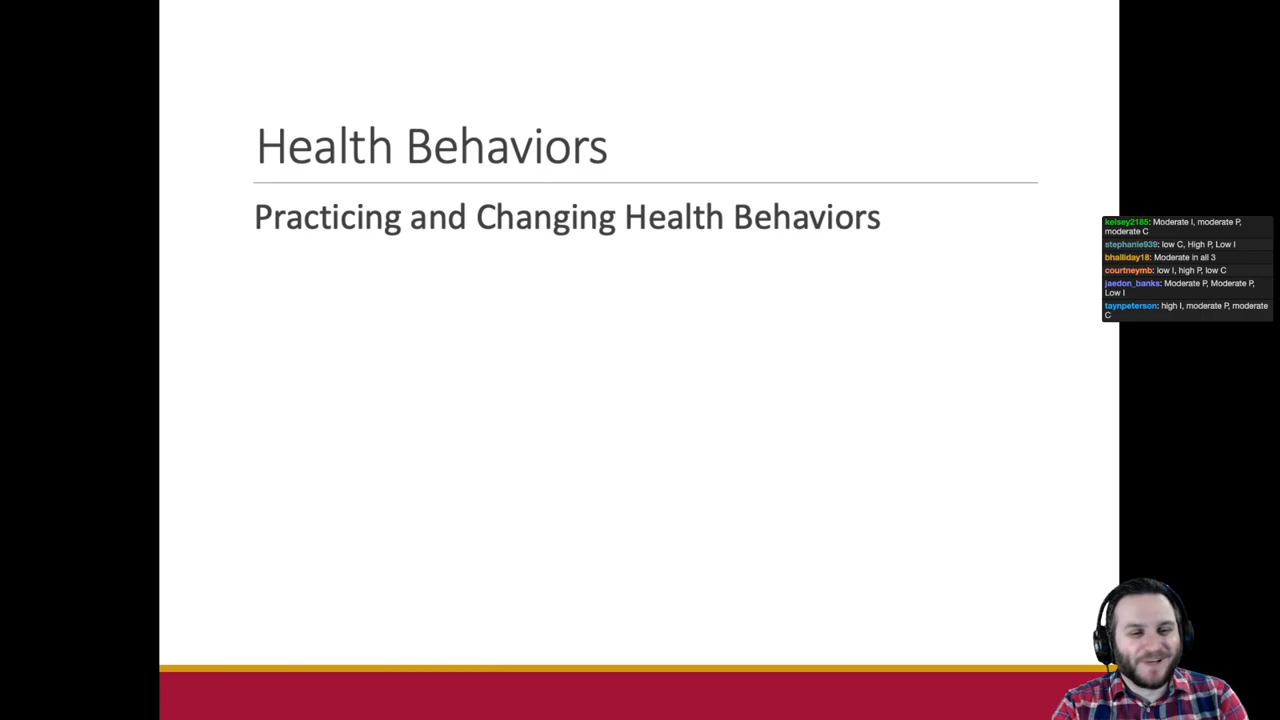 Health Behaviors
Practicing and Changing Health Behaviors
kelsey2185: Moderate I, moderate P,
moderate C
stephanie939: low C, High P, Low I
bhalliday18: Moderate in all 3
courtneymb: low I, high P, low C
jaedon_banks: Moderate P, Moderate P,
Low I
taynpeterson: high I, moderate P, moderate
C